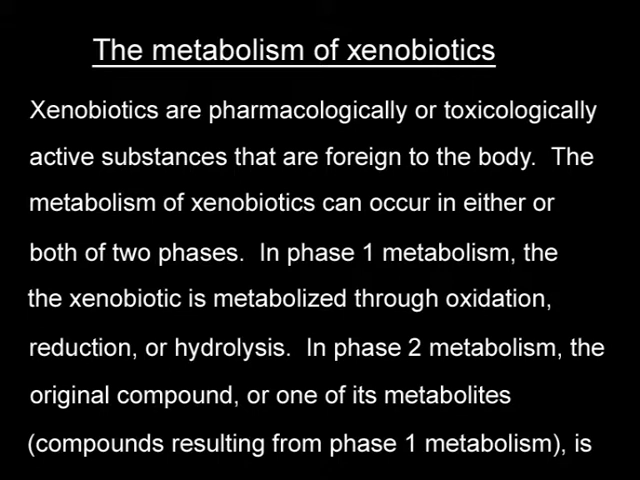 The metabolism of xenobiotics
Xenobiotics are pharmacologically or toxicologically
active substances that are foreign to the body.  The
metabolism of xenobiotics can occur in either or
both of two phases.  In phase 1 metabolism, the
the xenobiotic is metabolized through oxidation,
reduction, or hydrolysis.  In phase 2 metabolism, the
original compound, or one of its metabolites
(compounds resulting from phase 1 metabolism), is